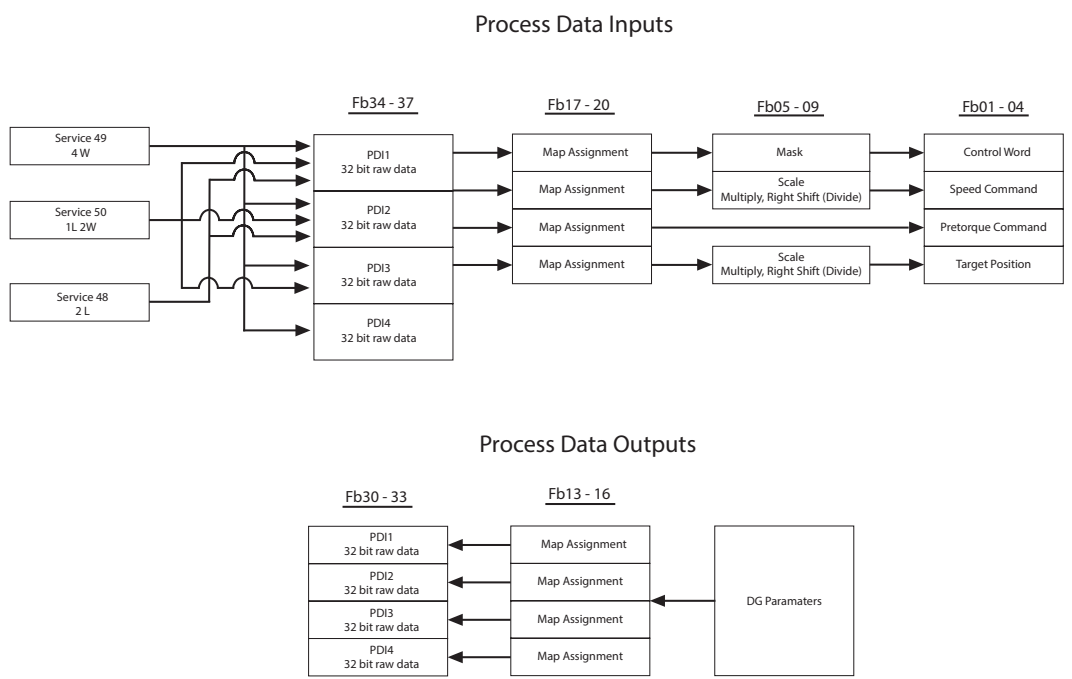 Process Data Inputs
Fb34 - 37
Fb17 - 20
Fb05 - 09
Fb01 - 04
Service 49
4 W
Service 50
1L 2W
Service 48
2 L
PDI1
32 bit raw data
PDI2
32 bit raw data
PDI3
32 bit raw data
PDI4
32 bit raw data
Map Assignment
Map Assignment
Map Assignment
Map Assignment
Mask
Scale
Multiply, Right Shift (Divide)
Scale
Multiply, Right Shift (Divide)
Control Word
Speed Command
Pretorque Command
Target Position
Process Data Outputs
Fb30 - 33
Fb13 - 16
PDI1
32 bit raw data
PDI2
32 bit raw data
PDI3
32 bit raw data
PDI4
32 bit raw data
Map Assignment
Map Assignment
Map Assignment
Map Assignment
DG Paramaters